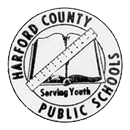 HARFORD COUNTY
Serving Youth
PUBLIC SCHOOLS